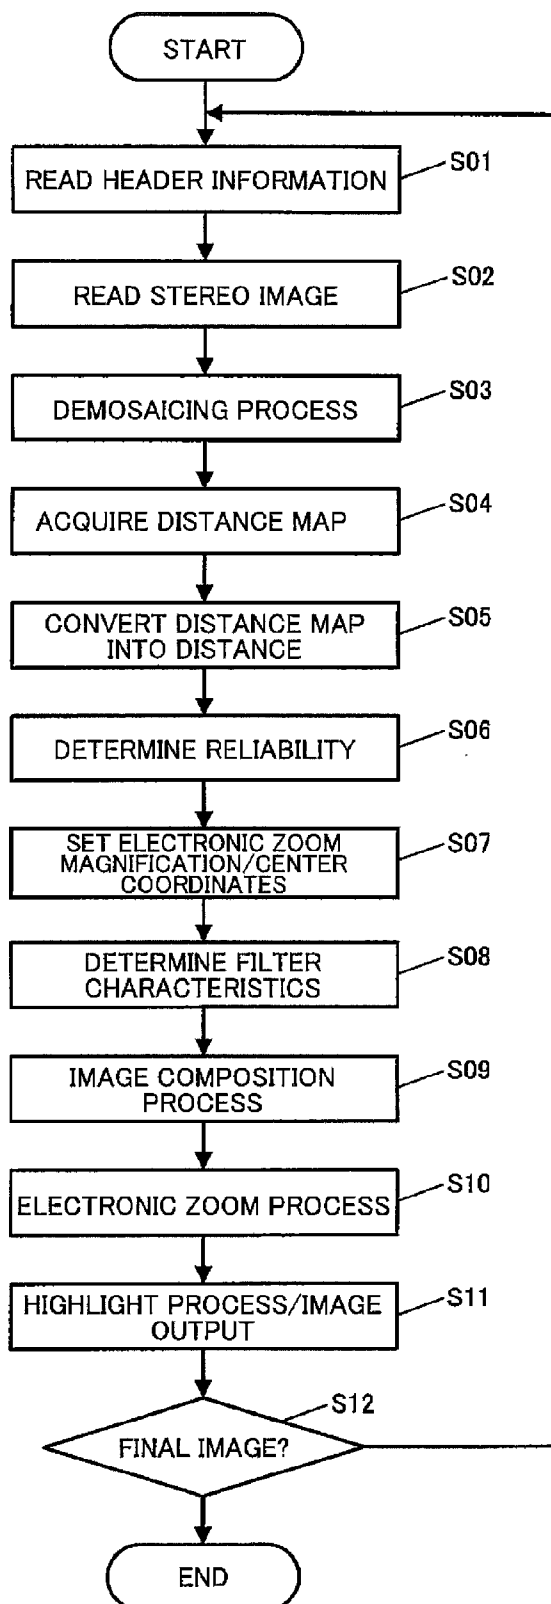 START
READ HEADER INFORMATION
S01
READ STEREO IMAGE
S02
DEMOSAICING PROCESS
S03
ACQUIRE DISTANCE MAP
S04
CONVERT DISTANCE MAP
INTO DISTANCE
S05
DETERMINE RELIABILITY
S06
SET ELECTRONIC ZOOM
MAGNIFICATION/CENTER
COORDINATES
S07
DETERMINE FILTER
CHARACTERISTICS
S08
IMAGE COMPOSITION
PROCESS
S09
ELECTRONIC ZOOM PROCESS
S10
HIGHLIGHT PROCESS/IMAGE
OUTPUT
S11
FINAL IMAGE?
S12
END